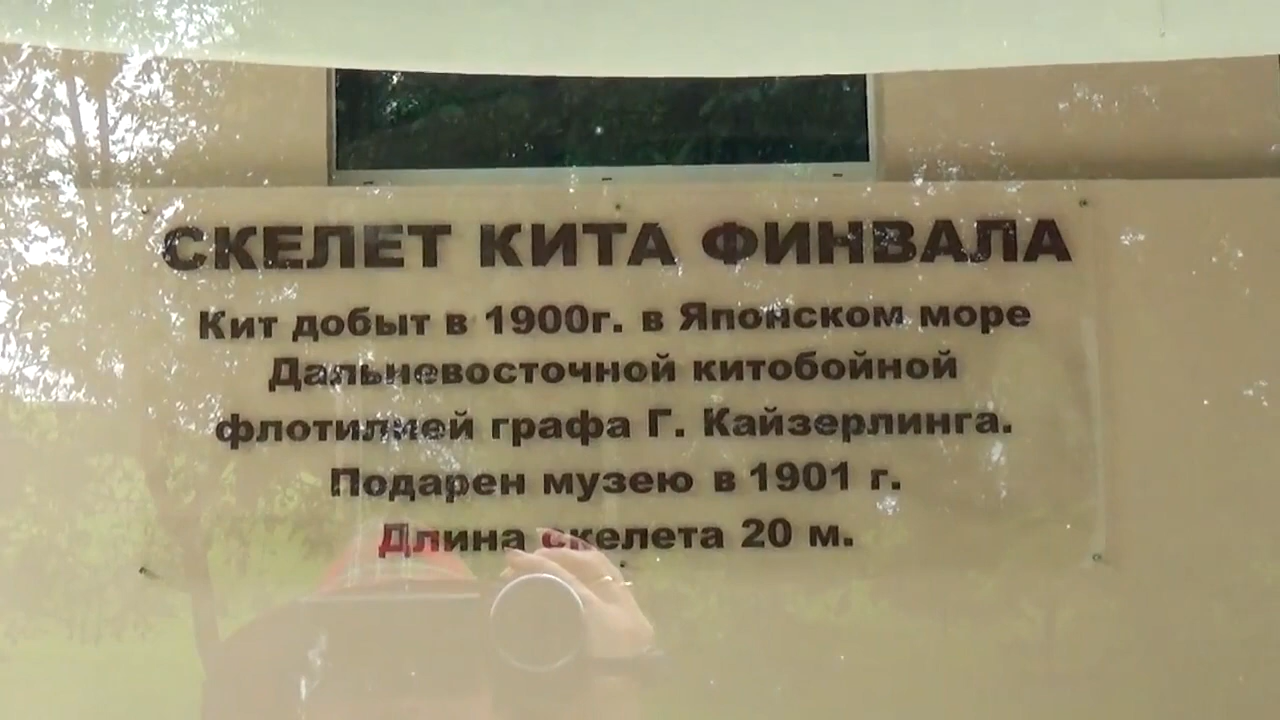 СКЕЛЕТ КИТА ФИНВАЛА
Кит добыт в 1900г. в Японском море
Дальневосточной китобойной
флотилией графа Г. Кайзерлинга.
Подарен музею в 1901 г.
Длина скелета 20 м.